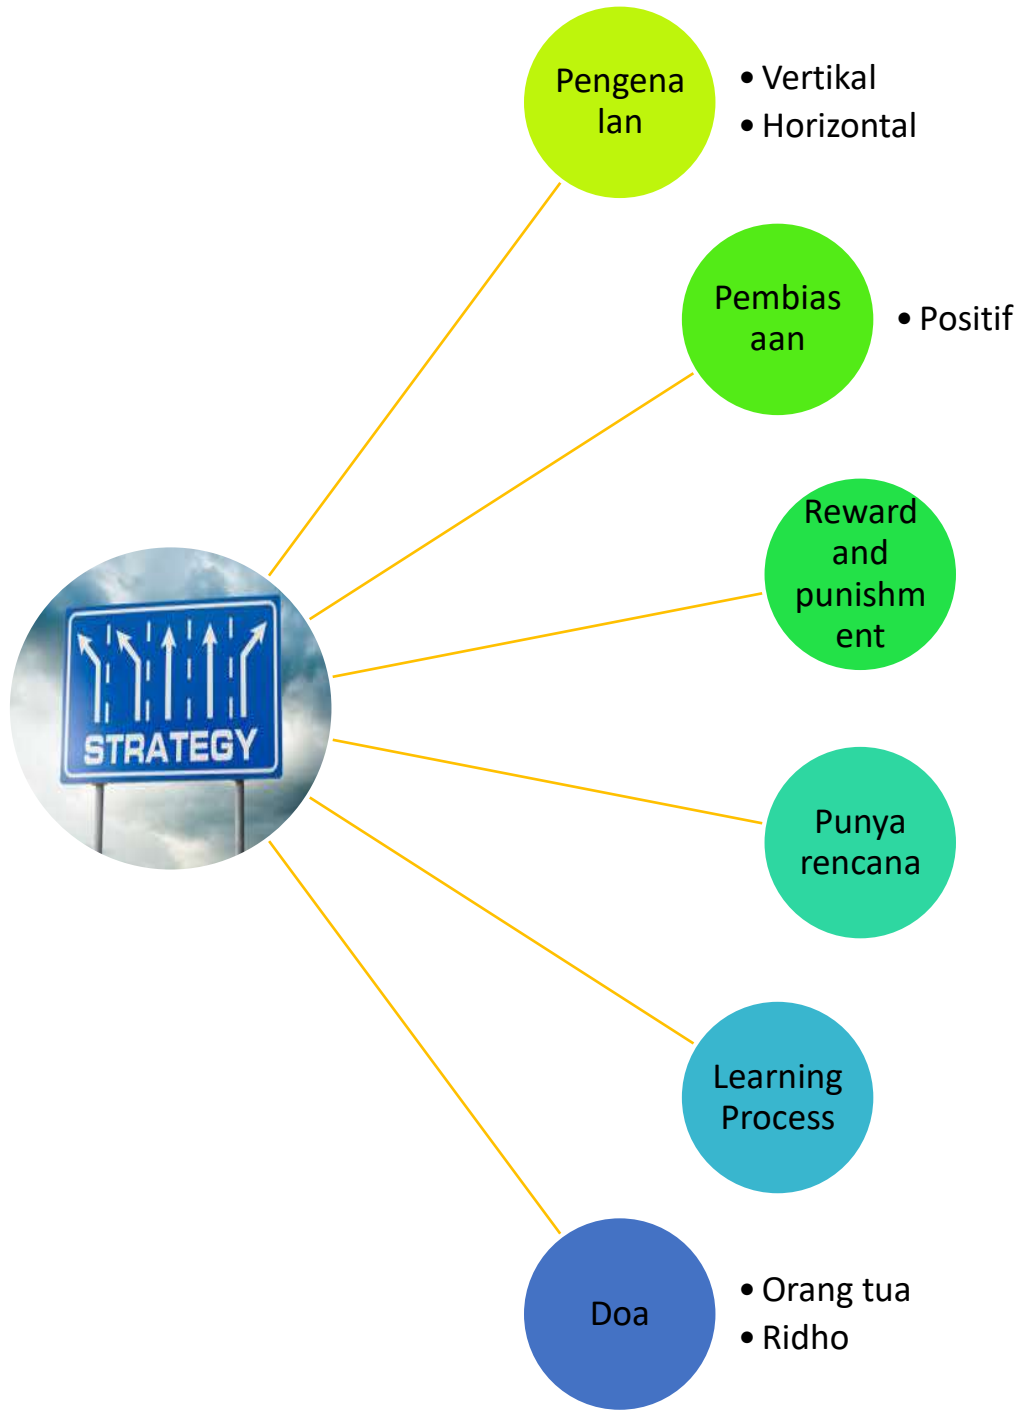 Pengena
lan
• Vertikal
• Horizontal
Pembias
aan
• Positif
Reward
and
punishm
ent
STRATEGY
Punya
rencana
Learning
Process
Doa
• Orang tua
• Ridho